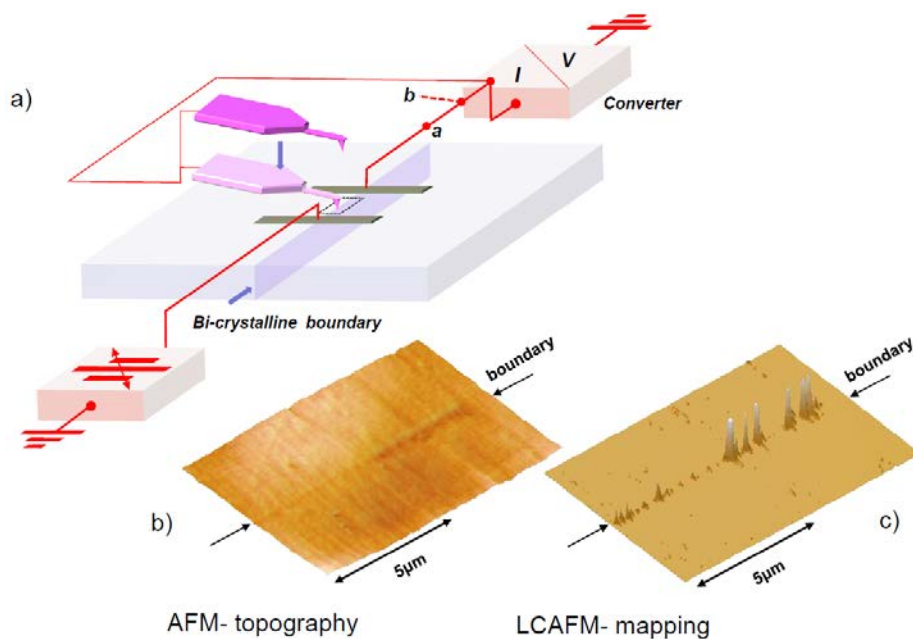 a)
I
V
Converter
b
a
Bi-crystalline boundary
boundary
boundary
b)
5µm
c)
5µm
AFM- topography
LCAFM- mapping